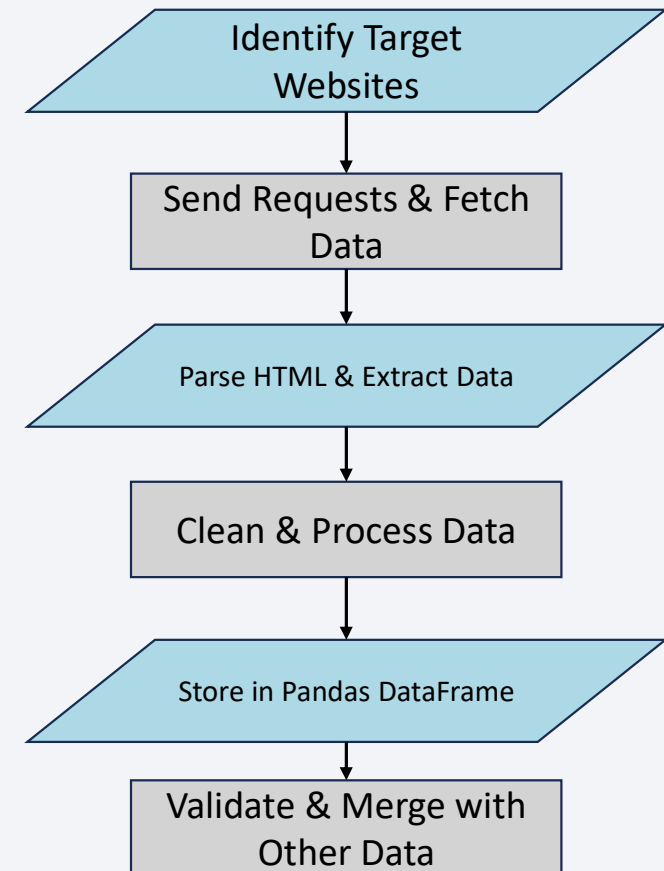 Identify Target
Websites
Send Requests & Fetch
Data
Parse HTML & Extract Data
Clean & Process Data
Store in Pandas DataFrame
Validate & Merge with
Other Data